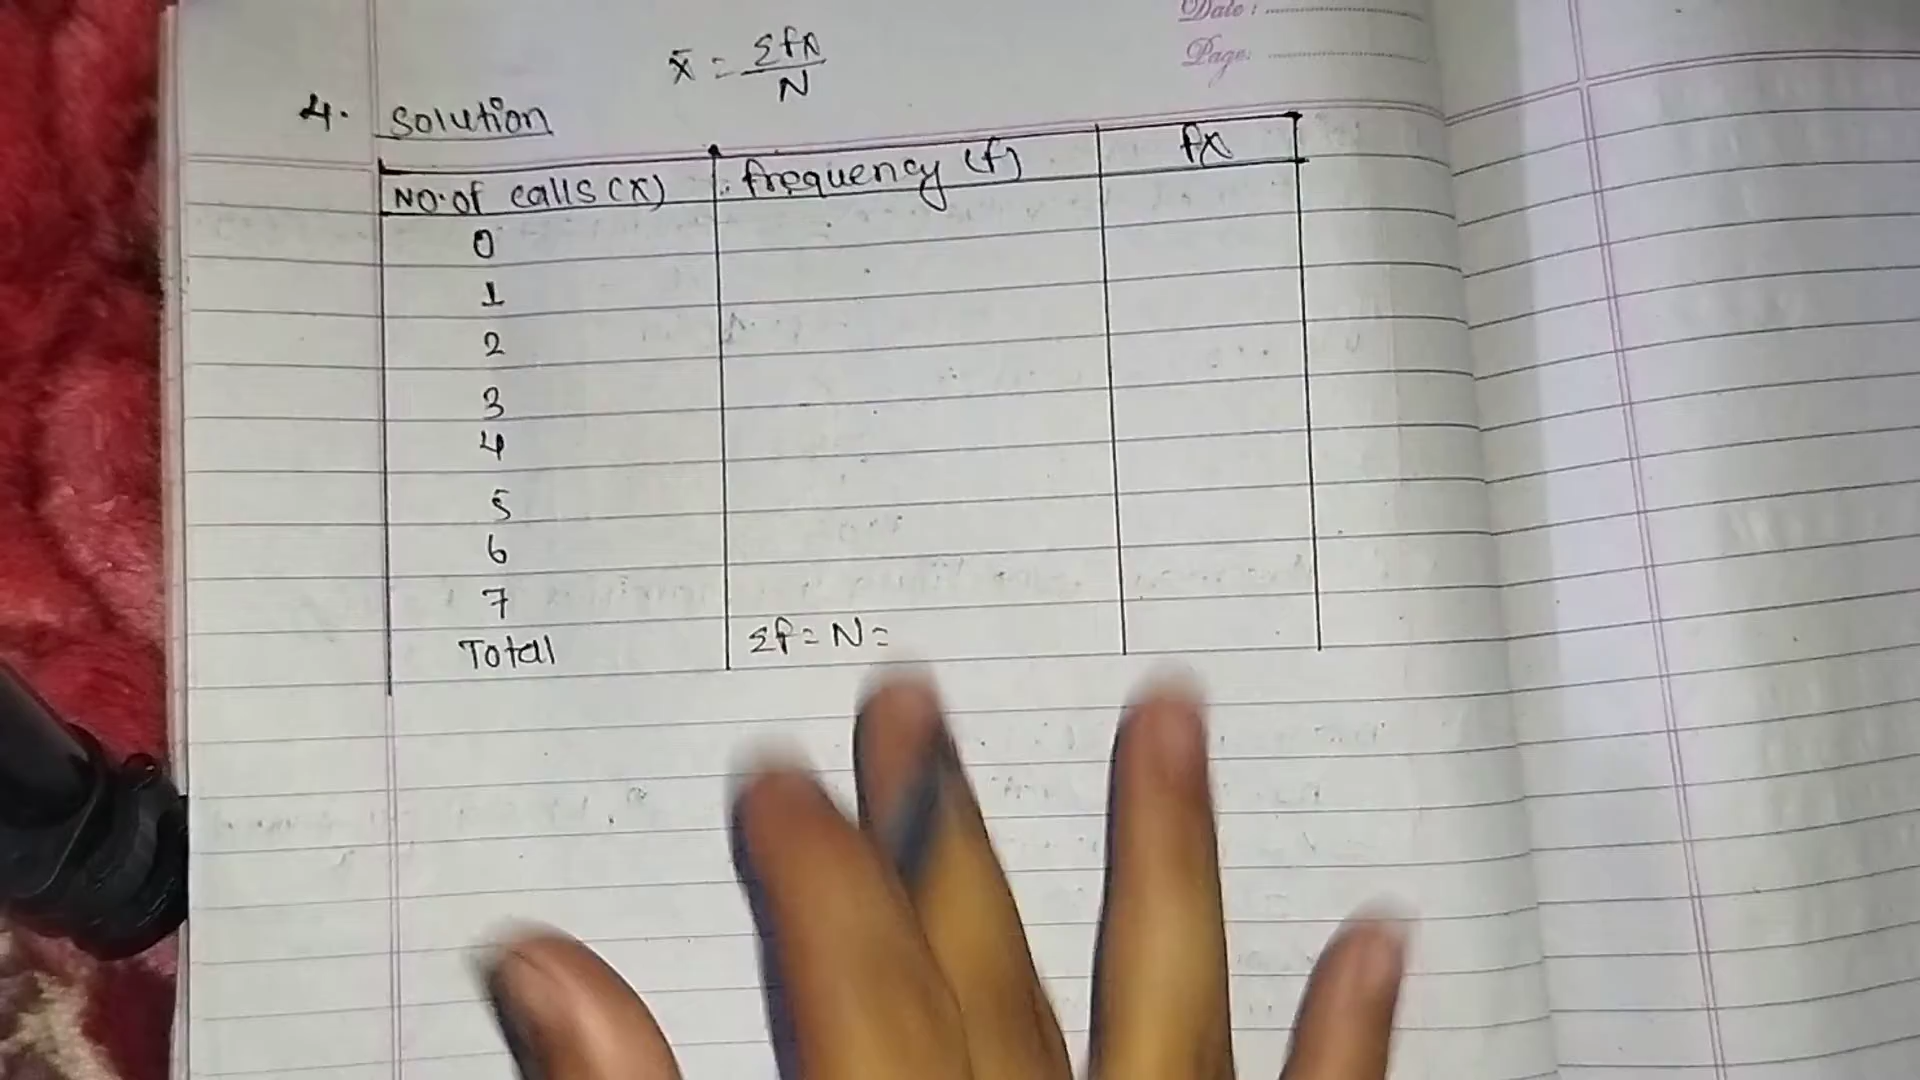 Date:
Page:
x̄ = Σfx/N
4. Solution
No. of calls (x) frequency (f) fx
0
1
2
3
4
5
6
7
Total Σf = N =